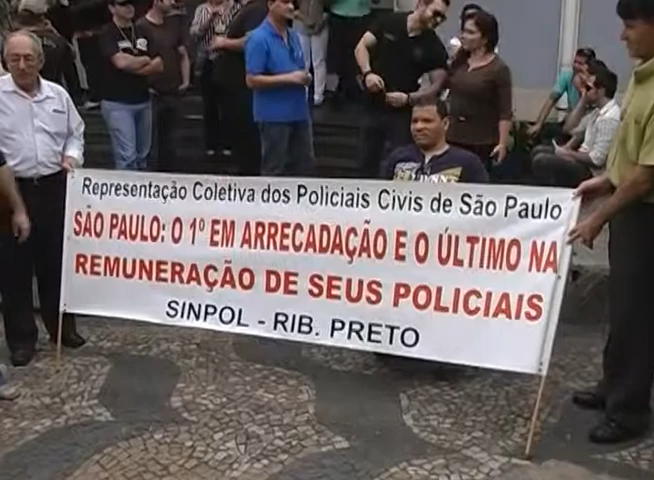 Representação Coletiva dos Policiais Civis de São Paulo
SÃO PAULO: O 1º EM ARRECADAÇÃO E O ÚLTIMO NA
REMUNERAÇÃO DE SEUS POLICIAIS
SINPOL - RIB. PRETO